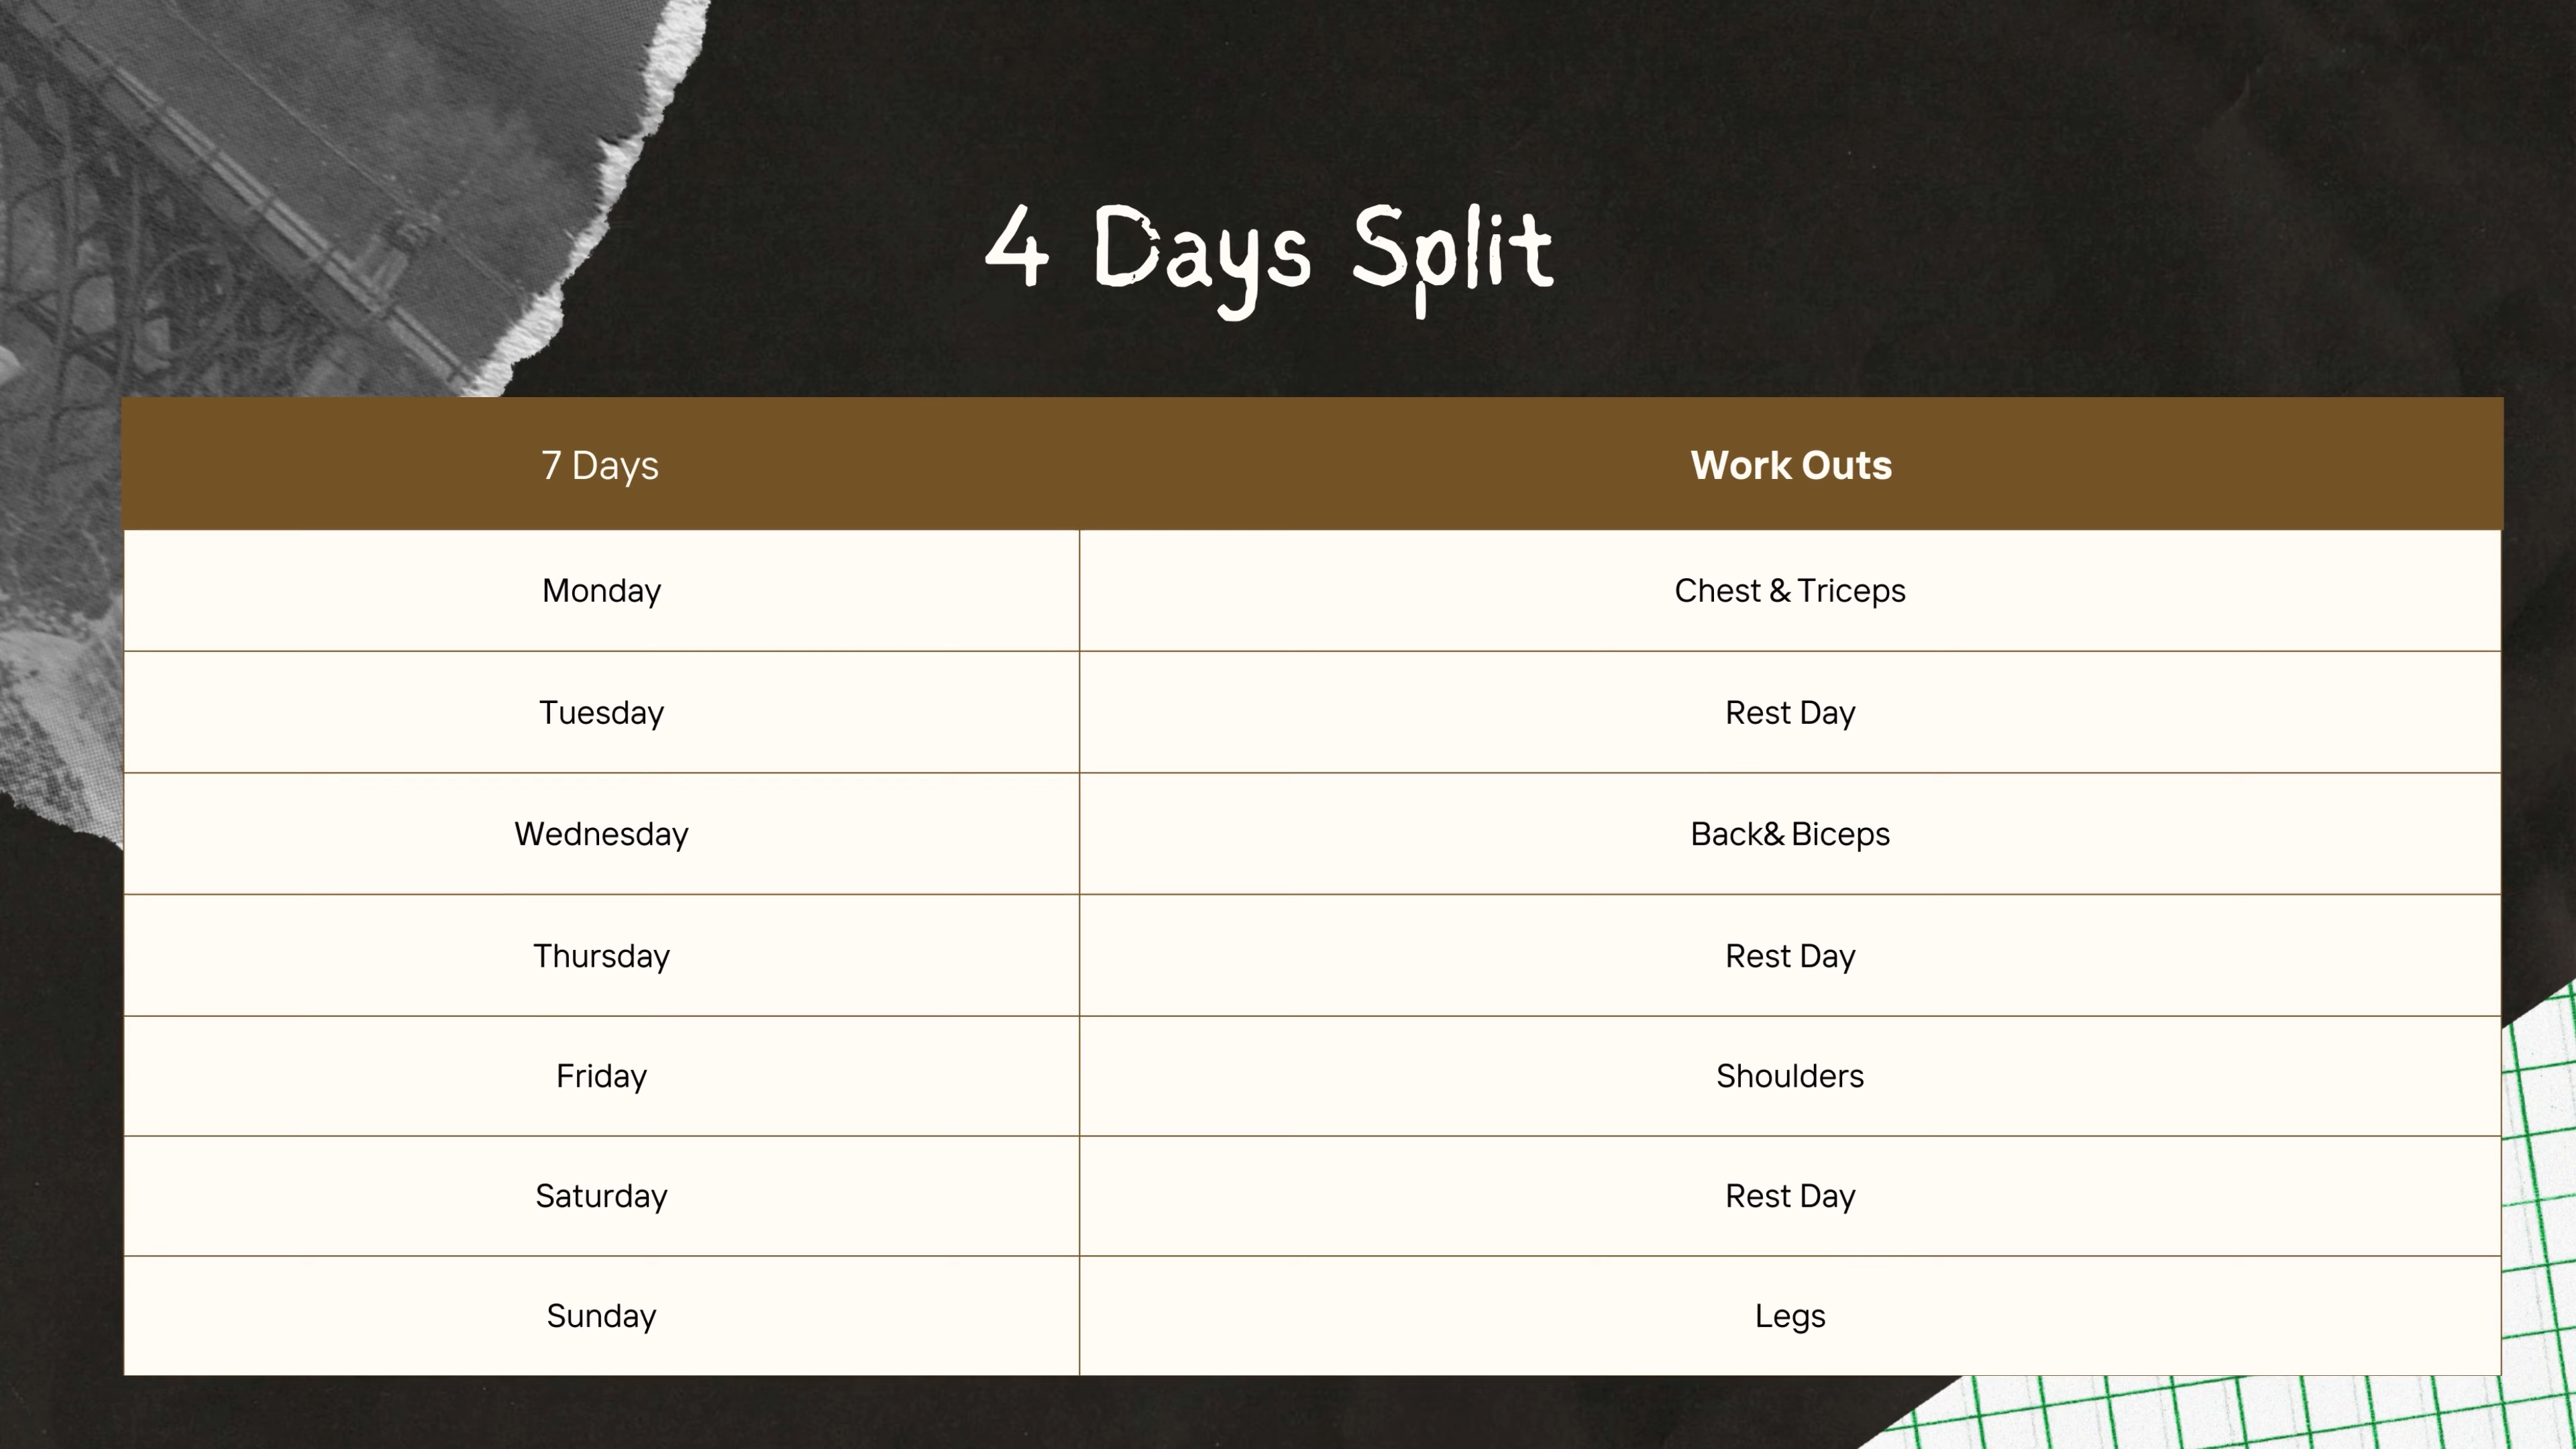 4 Days Split
7 Days Work Outs
Monday Chest & Triceps
Tuesday Rest Day
Wednesday Back& Biceps
Thursday Rest Day
Friday Shoulders
Saturday Rest Day
Sunday Legs